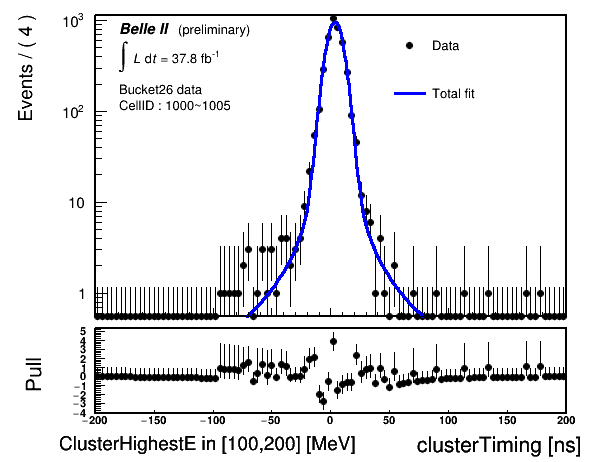 Events / ( 4 )
10³
10²
10
1
Belle II (preliminary)
∫ L dt = 37.8 fb⁻¹
Bucket26 data
CellID : 1000~1005
Data
Total fit
Pull
5
4
3
2
1
0
−1
−2
−3
−4
−200 −150 −100 −50 0 50 100 150 200
ClusterHighestE in [100,200] [MeV] clusterTiming [ns]